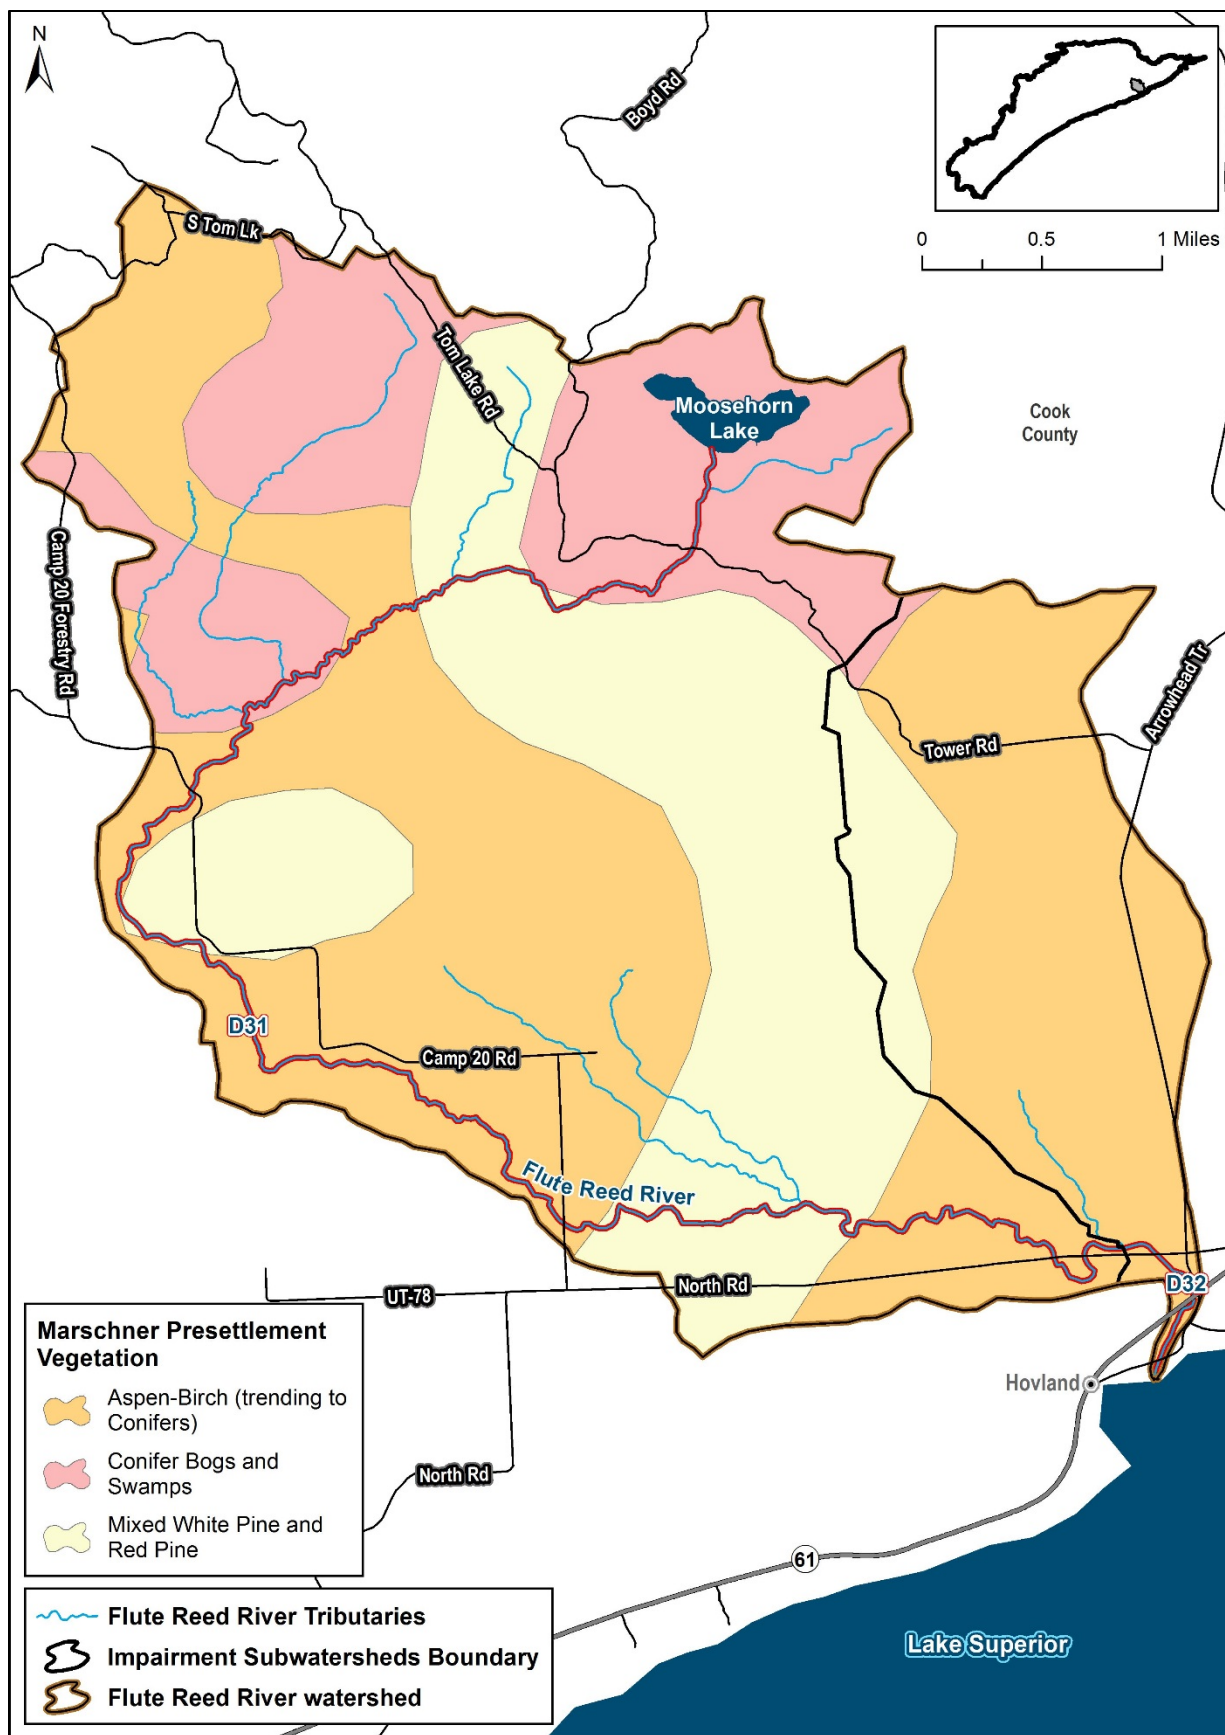 N
Boyd Rd
S Tom Lk
0 0.5 1 Miles
Tom Lake Rd
Moosehorn
Lake
Cook
County
Camp 20 Forestry Rd
Arrowhead Tr
Tower Rd
D31
Camp 20 Rd
Flute Reed River
North Rd
UT-78
D32
Hovland
Marschner Presettlement
Vegetation
Aspen-Birch (trending to
Conifers)
Conifer Bogs and
Swamps
North Rd
Mixed White Pine and
Red Pine
61
Flute Reed River Tributaries
Impairment Subwatersheds Boundary
Flute Reed River watershed
Lake Superior